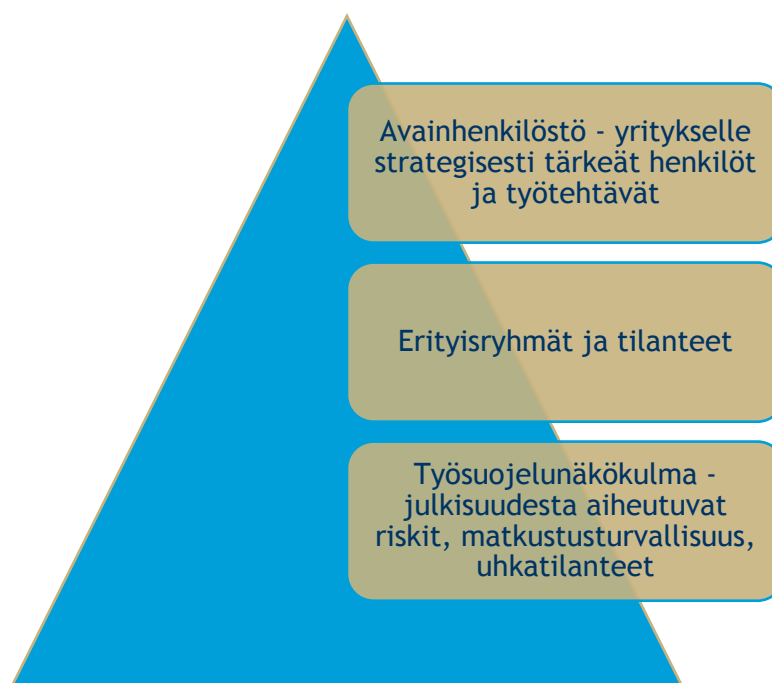 Avainhenkilöstö - yritykselle
strategisesti tärkeät henkilöt
ja työtehtävät
Erityisryhmät ja tilanteet
Työsuojelunäkökulma -
julkisuudesta aiheutuvat
riskit, matkustusturvallisuus,
uhkatilanteet